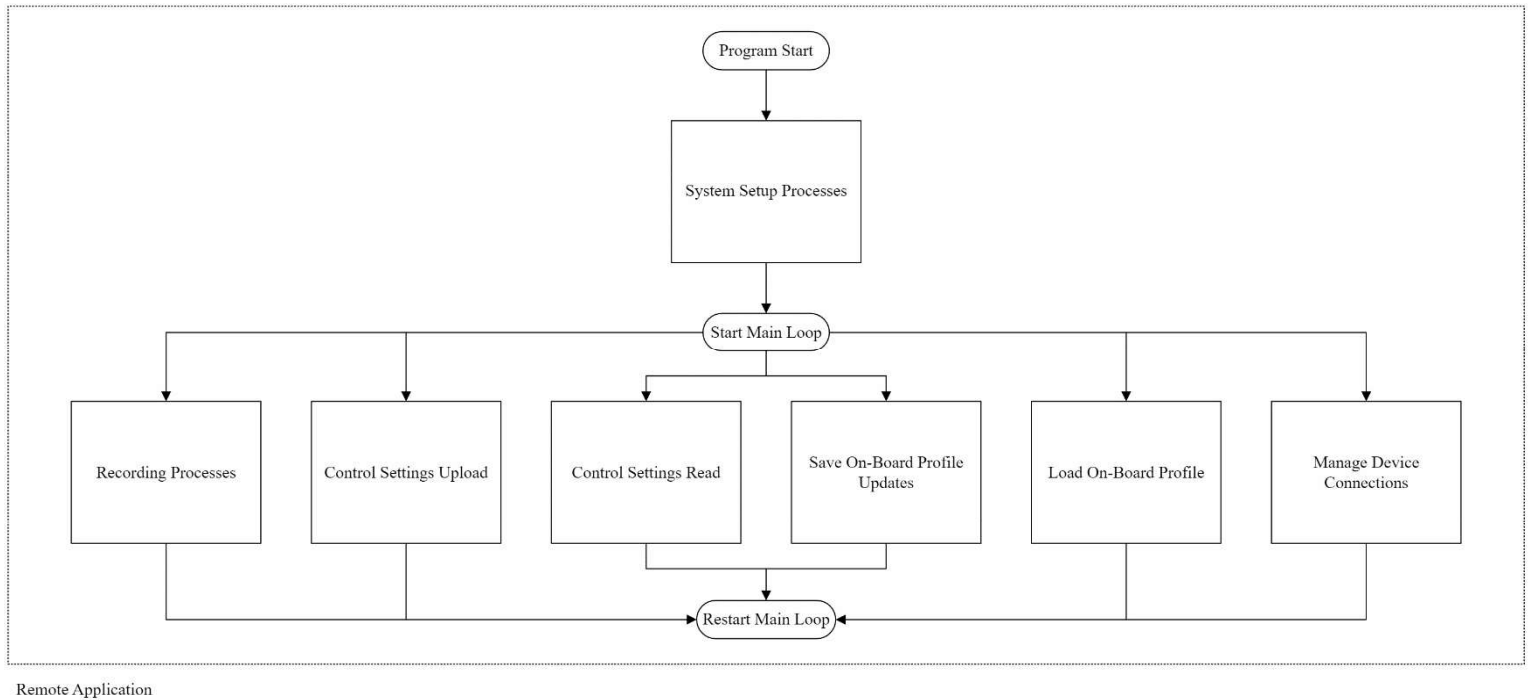 Program Start
System Setup Processes
Start Main Loop
Recording Processes
Control Settings Upload
Control Settings Read
Save On-Board Profile
Updates
Load On-Board Profile
Manage Device
Connections
Restart Main Loop
Remote Application